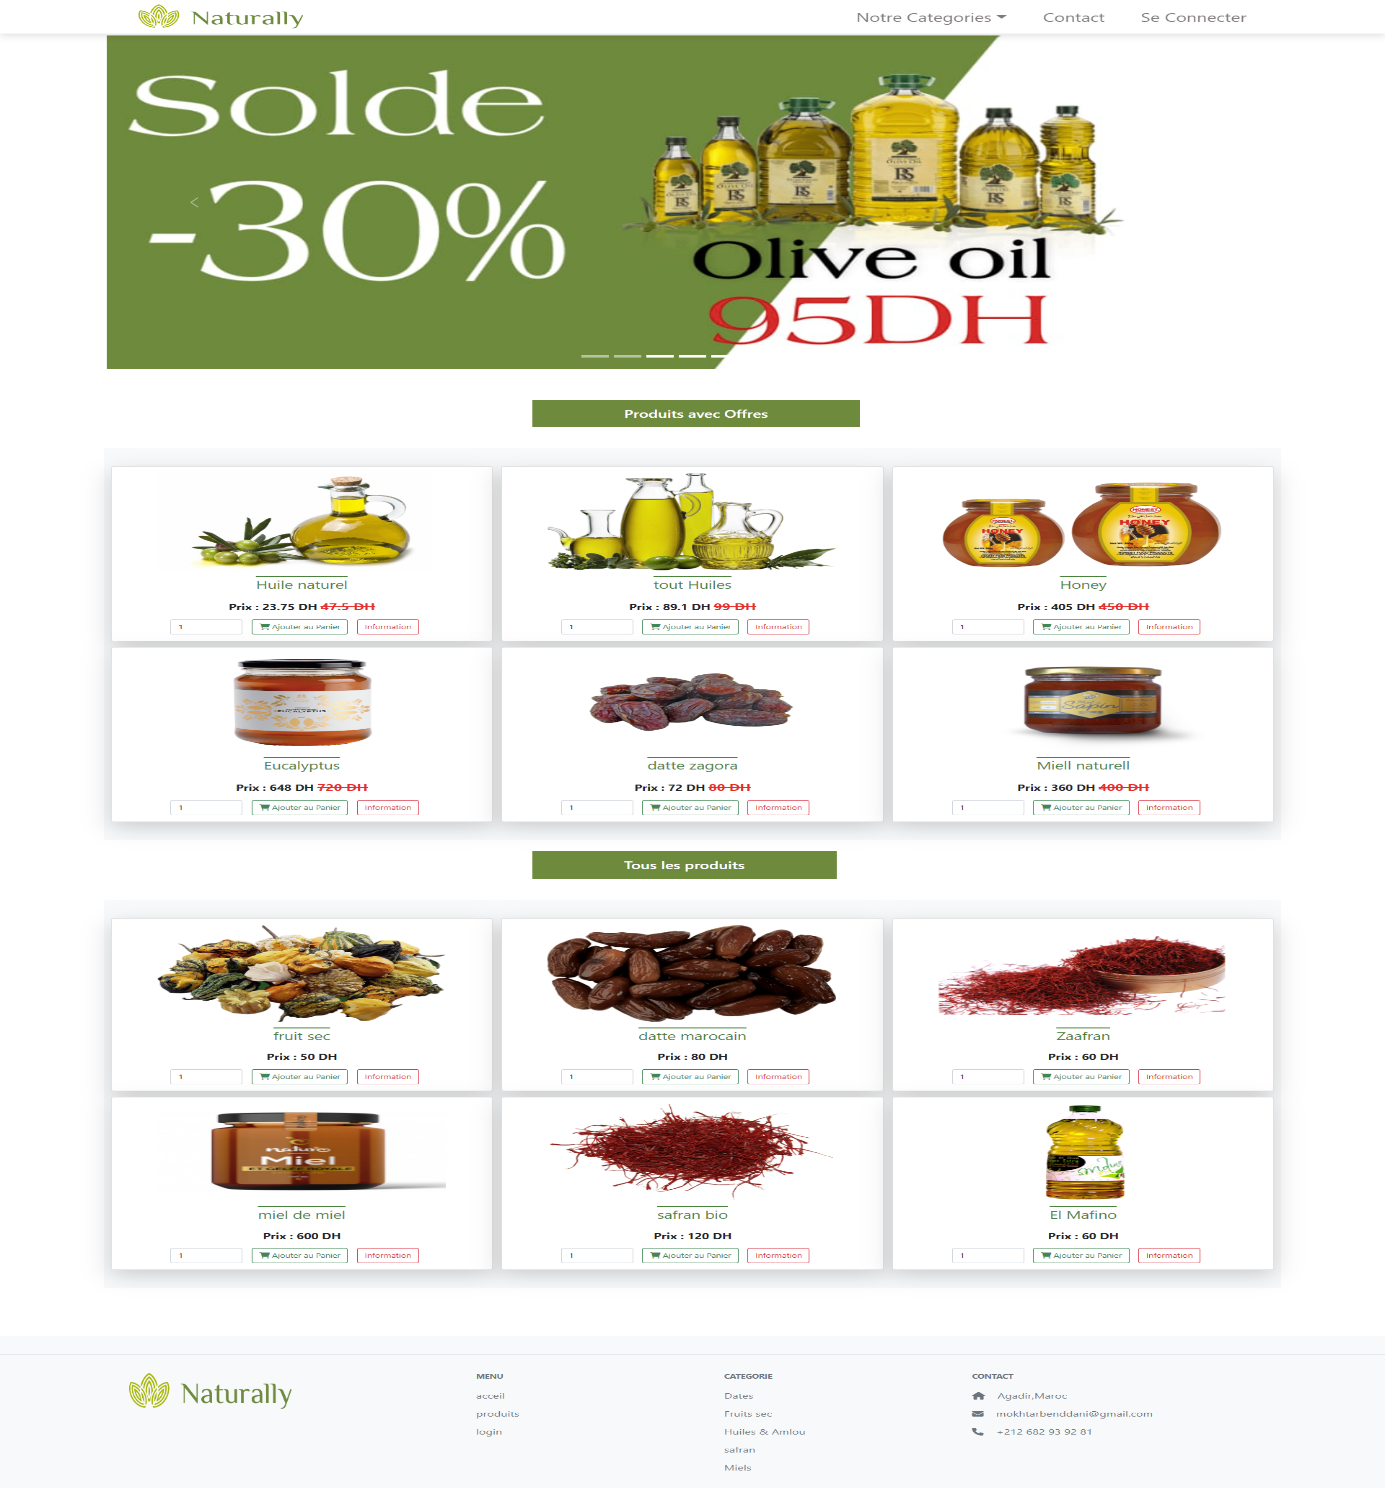 Naturally
Notre Categories
Contact
Se Connecter
Solde
-30%
Olive oil
95DH
Produits avec Offres
HONEY
HONEY
Huile naturel
tout Huiles
Honey
Prix : 23.75 DH 47.5 DH
Prix : 89.1 DH 99 DH
Prix : 405 DH 450 DH
1 Ajouter au Panier Information
1 Ajouter au Panier Information
1 Ajouter au Panier Information
EUCALYPTUS
Sapin
Eucalyptus
datte zagora
Miell naturell
Prix : 648 DH 720 DH
Prix : 72 DH 80 DH
Prix : 360 DH 400 DH
1 Ajouter au Panier Information
1 Ajouter au Panier Information
1 Ajouter au Panier Information
Tous les produits
fruit sec
datte marocain
Zaafran
Prix : 50 DH
Prix : 80 DH
Prix : 60 DH
1 Ajouter au Panier Information
1 Ajouter au Panier Information
1 Ajouter au Panier Information
Miel
ET GELÉE ROYALE
miel de miel
safran bio
El Mafino
Prix : 600 DH
Prix : 120 DH
Prix : 60 DH
1 Ajouter au Panier Information
1 Ajouter au Panier Information
1 Ajouter au Panier Information
Naturally
MENU
acceil
produits
login
CATEGORIE
Dates
Fruits sec
Huiles & Amlou
safran
Miels
CONTACT
Agadir,Maroc
mokhtarbenddani@gmail.com
+212 682 93 92 81